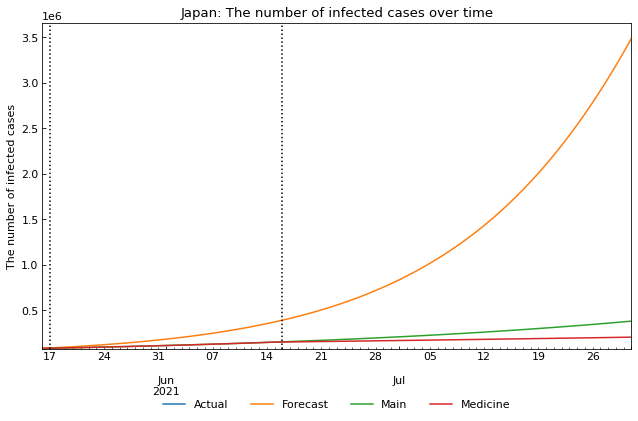 Japan: The number of infected cases over time
1e6
3.5
3.0
2.5
2.0
1.5
1.0
0.5
The number of infected cases
17 24 31 07 14 21 28 05 12 19 26
Jun Jul
2021
Actual Forecast Main Medicine